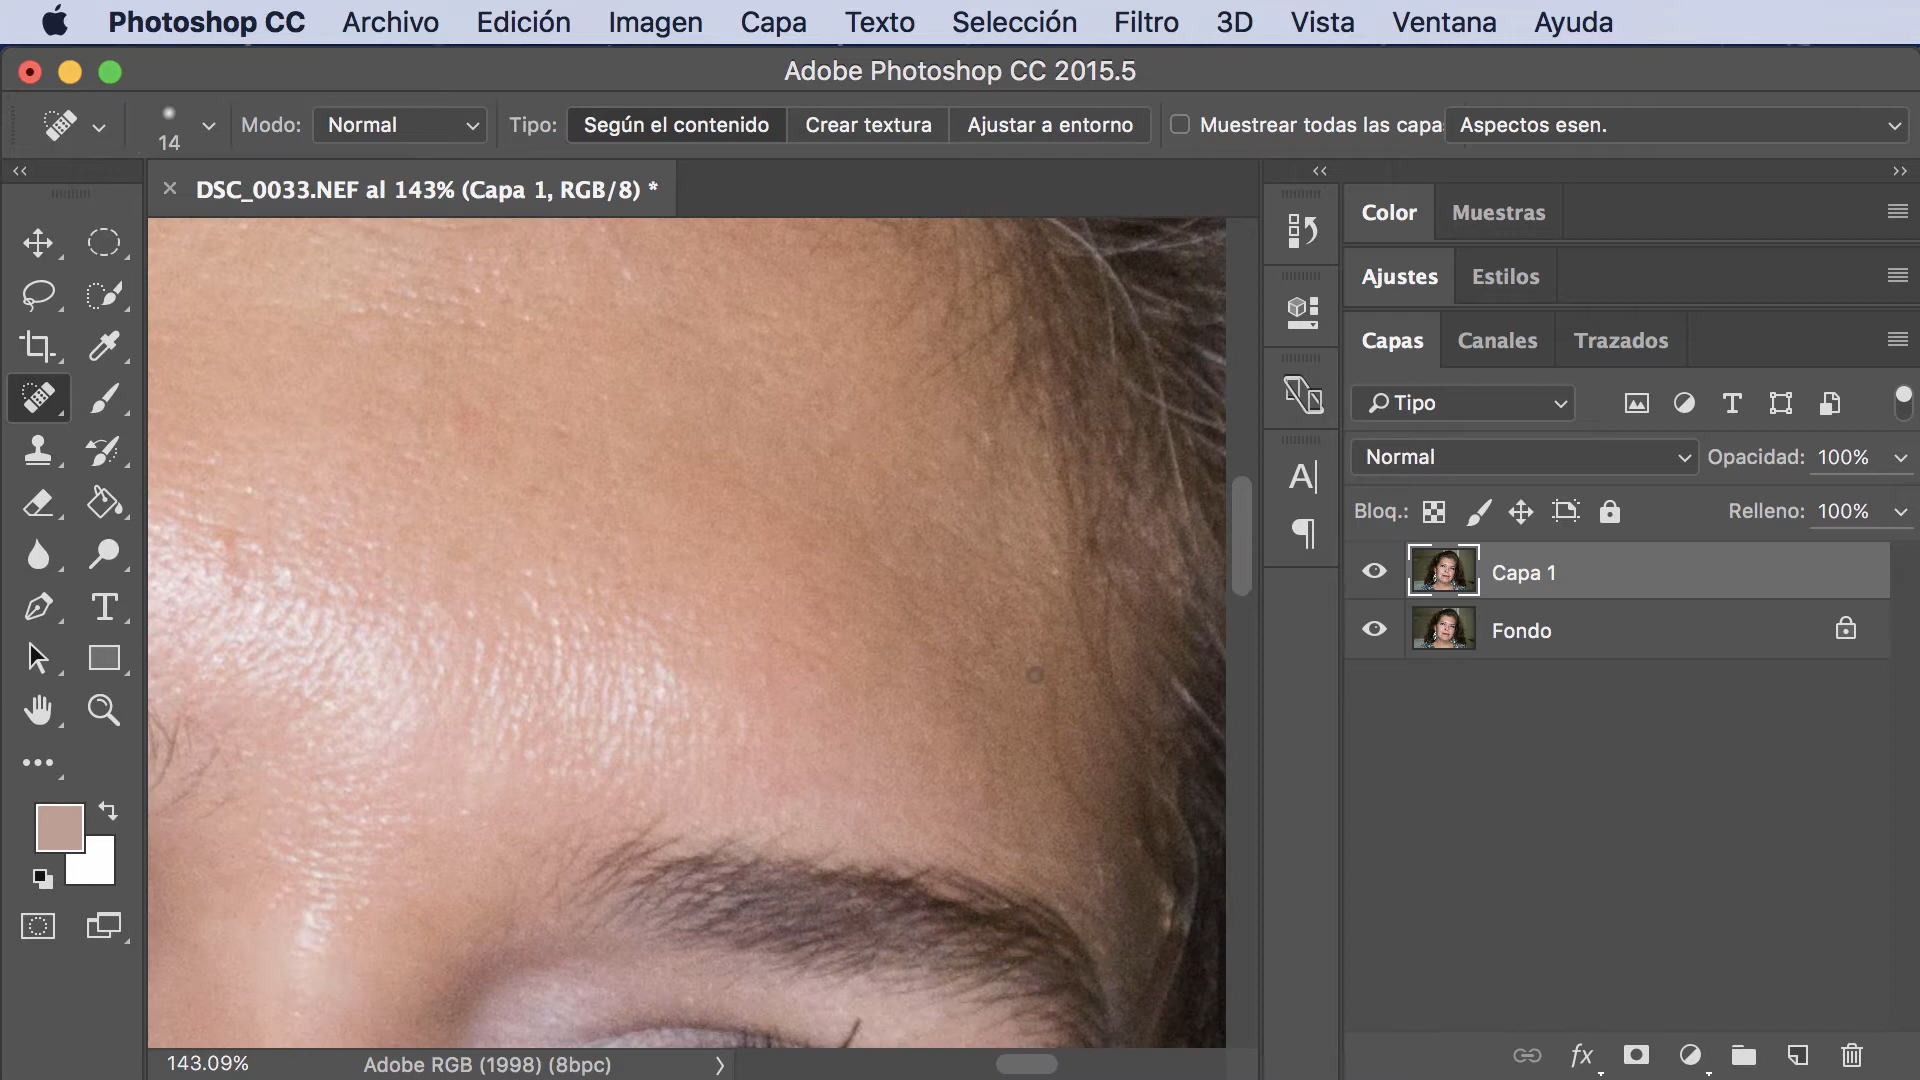 Photoshop CC Archivo Edición Imagen Capa Texto Selección Filtro 3D Vista Ventana Ayuda
Adobe Photoshop CC 2015.5
14 Modo: Normal Tipo: Según el contenido Crear textura Ajustar a entorno Muestrear todas las capa Aspectos esen.
DSC_0033.NEF al 143% (Capa 1, RGB/8) *
Color Muestras
Ajustes Estilos
Capas Canales Trazados
Tipo
Normal Opacidad: 100%
Bloq.: Relleno: 100%
Capa 1
Fondo
143.09% Adobe RGB (1998) (8bpc)